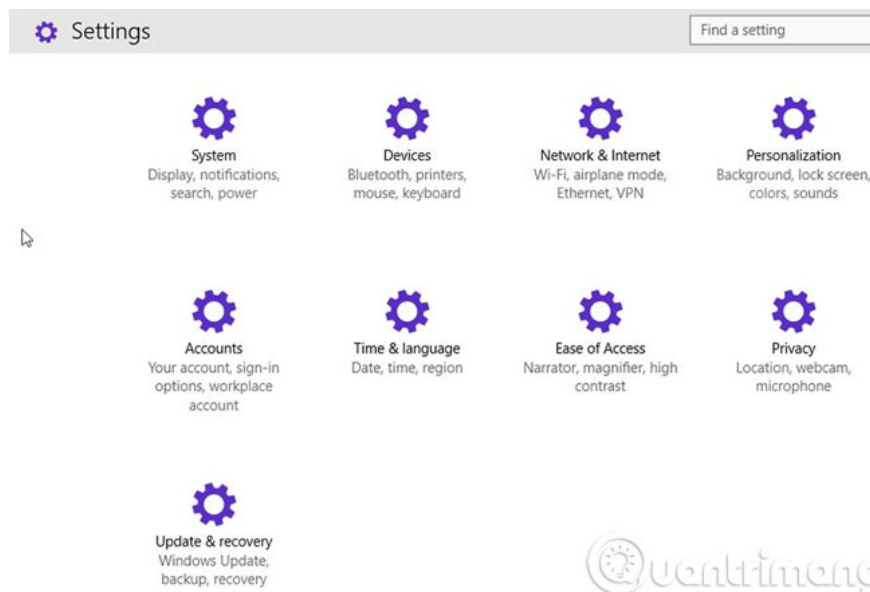 Settings
Find a setting
System
Display, notifications,
search, power
Devices
Bluetooth, printers,
mouse, keyboard
Network & Internet
Wi-Fi, airplane mode,
Ethernet, VPN
Personalization
Background, lock screen,
colors, sounds
Accounts
Your account, sign-in
options, workplace
account
Time & language
Date, time, region
Ease of Access
Narrator, magnifier, high
contrast
Privacy
Location, webcam,
microphone
Update & recovery
Windows Update,
backup, recovery
Quantrimang